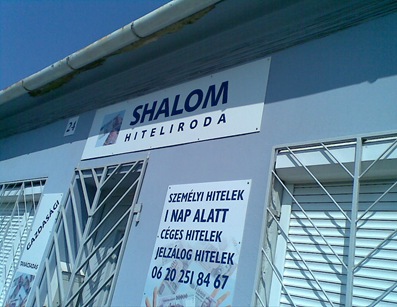 24
SHALOM
HITELIRODA
SZEMÉLYI HITELEK
1 NAP ALATT
CÉGES HITELEK
JELZÁLOG HITELEK
06 20 251 84 67
GAZDASÁGI